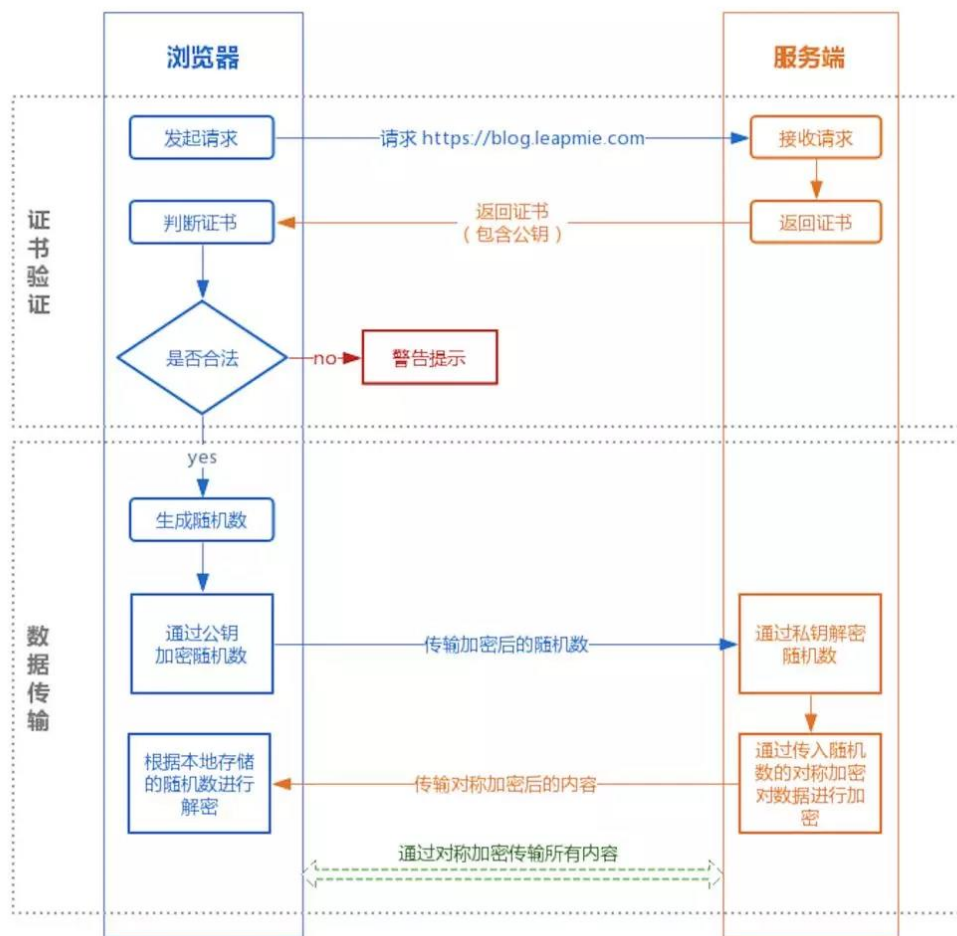 浏览器
服务端
证书验证
发起请求
请求 https://blog.leapmie.com
接收请求
判断证书
返回证书
（包含公钥）
返回证书
是否合法
no
警告提示
yes
数据传输
生成随机数
通过公钥
加密随机数
传输加密后的随机数
通过私钥解密
随机数
根据本地存储
的随机数进行
解密
传输对称加密后的内容
通过传入随机
数的对称加密
对数据进行加
密
通过对称加密传输所有内容